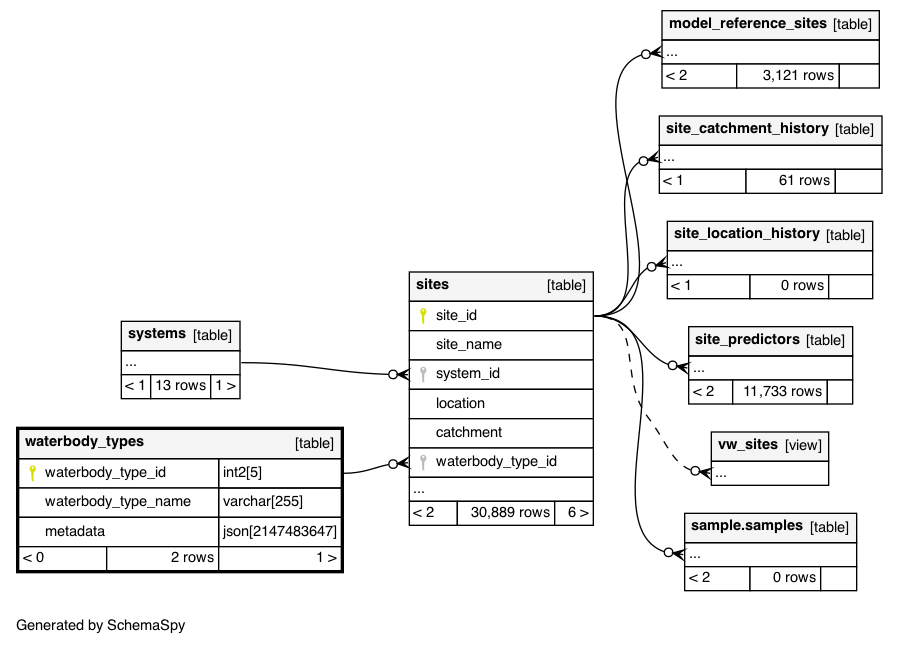 model_reference_sites [table]
...
< 2 3,121 rows
site_catchment_history [table]
...
< 1 61 rows
site_location_history [table]
...
< 1 0 rows
sites [table]
site_id
site_name
system_id
location
catchment
waterbody_type_id
...
< 2 30,889 rows 6 >
systems [table]
...
< 1 13 rows 1 >
site_predictors [table]
...
< 2 11,733 rows
waterbody_types [table]
waterbody_type_id int2[5]
waterbody_type_name varchar[255]
metadata json[2147483647]
< 0 2 rows 1 >
vw_sites [view]
...
sample.samples [table]
...
< 2 0 rows
Generated by SchemaSpy